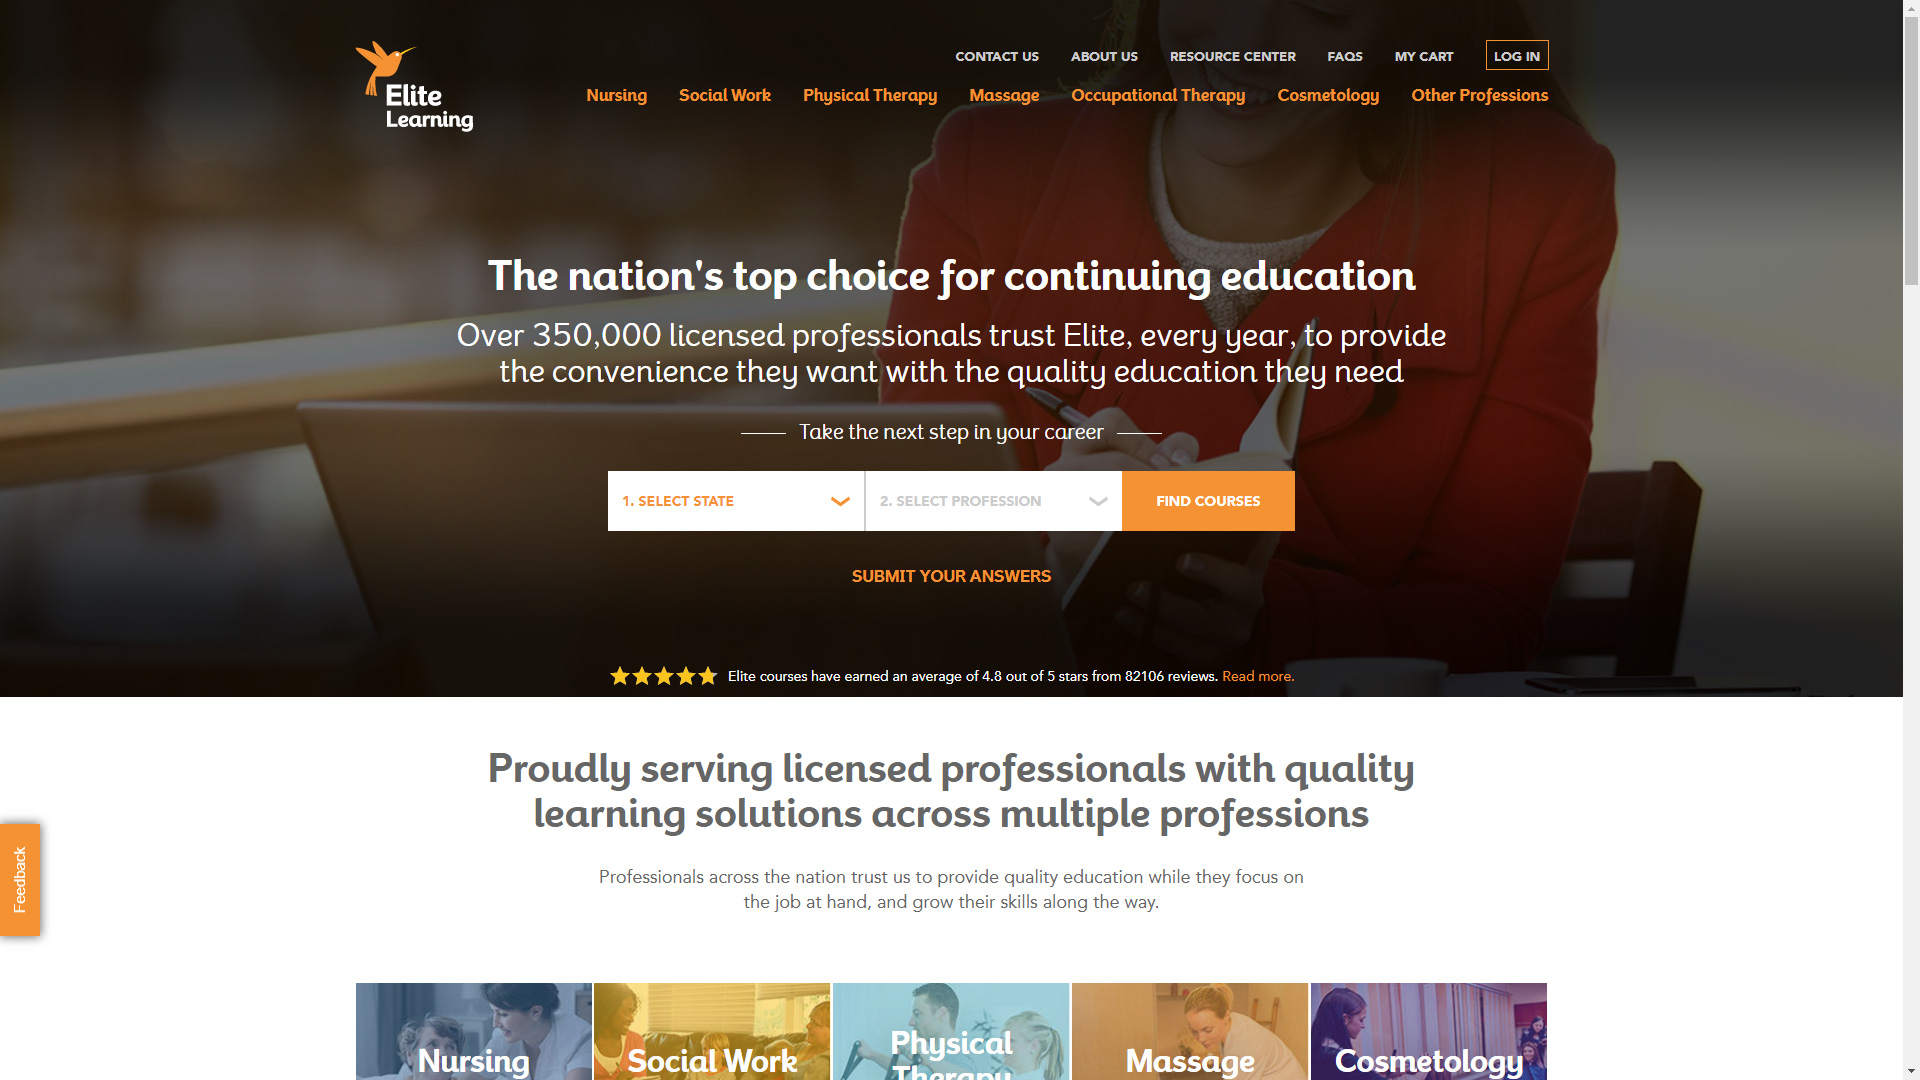 Elite
Learning
CONTACT US
ABOUT US
RESOURCE CENTER
FAQS
MY CART
LOG IN
Nursing
Social Work
Physical Therapy
Massage
Occupational Therapy
Cosmetology
Other Professions
The nation's top choice for continuing education
Over 350,000 licensed professionals trust Elite, every year, to provide
the convenience they want with the quality education they need
Take the next step in your career
1. SELECT STATE
2. SELECT PROFESSION
FIND COURSES
SUBMIT YOUR ANSWERS
Elite courses have earned an average of 4.8 out of 5 stars from 82106 reviews. Read more.
Proudly serving licensed professionals with quality
learning solutions across multiple professions
Feedback
Professionals across the nation trust us to provide quality education while they focus on
the job at hand, and grow their skills along the way.
Nursing
Social Work
Physical
Therapy
Massage
Cosmetology